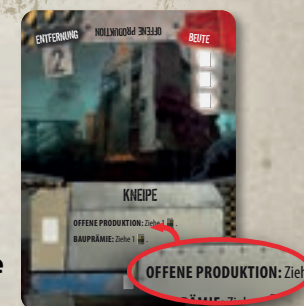 ENTFERNUNG
OFFENE PRODUKTION
BEUTE
2
KNEIPE
OFFENE PRODUKTION: Ziehe 1 .
BAUPRÄMIE: Ziehe 1 .
e
OFFENE PRODUKTION: Zieh